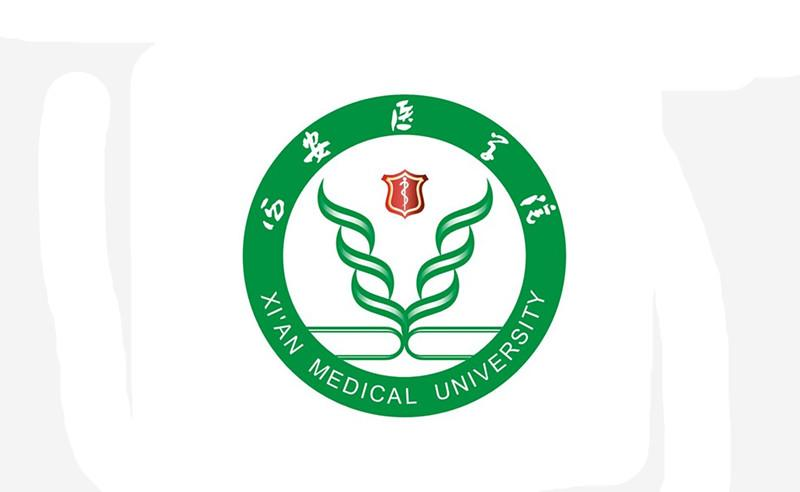 西安医学院
XI'AN MEDICAL UNIVERSITY